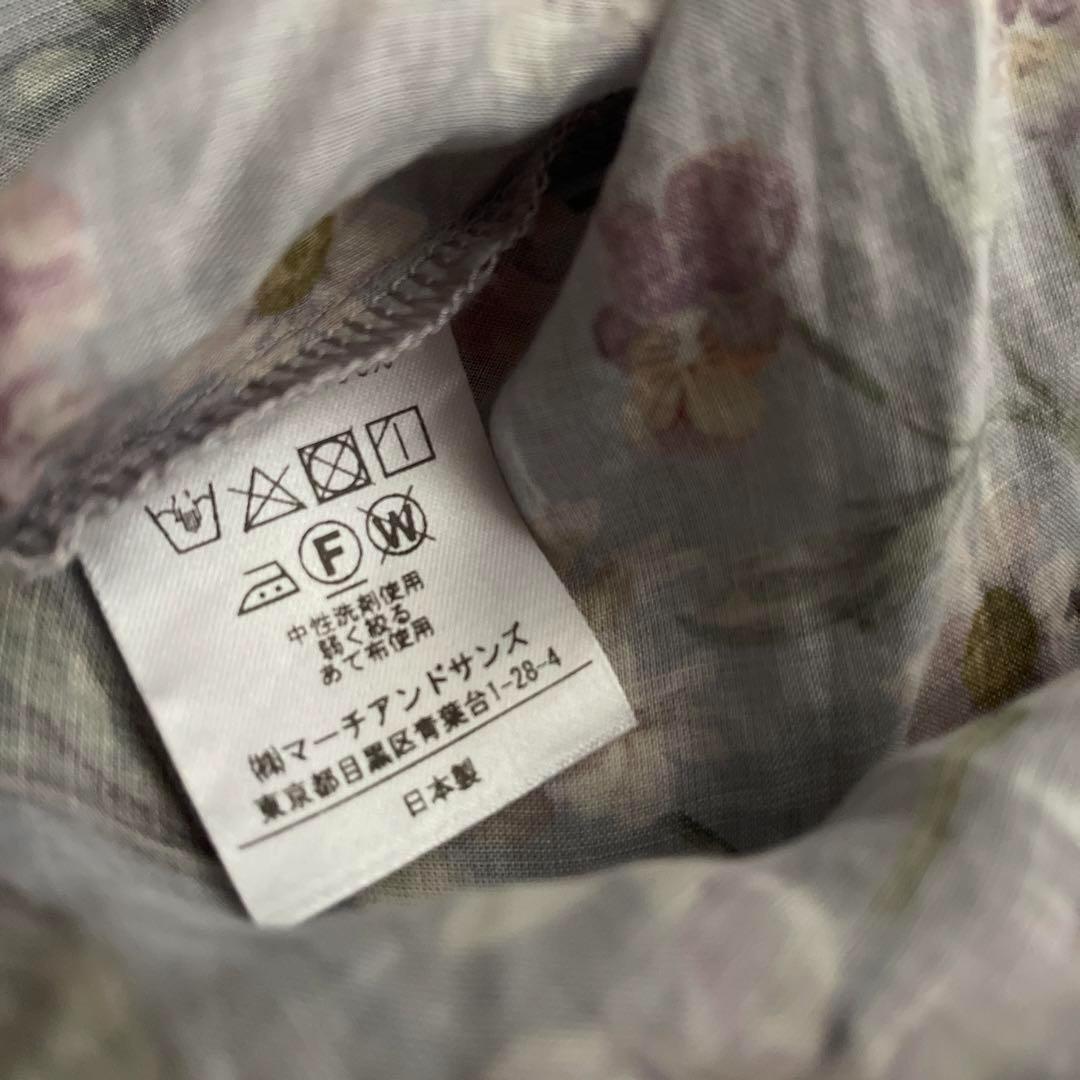 F W
中性洗剤使用
弱く絞る
あて布使用
㈱マーチアンドサンズ
東京都目黒区青葉台1-28-4
日本製